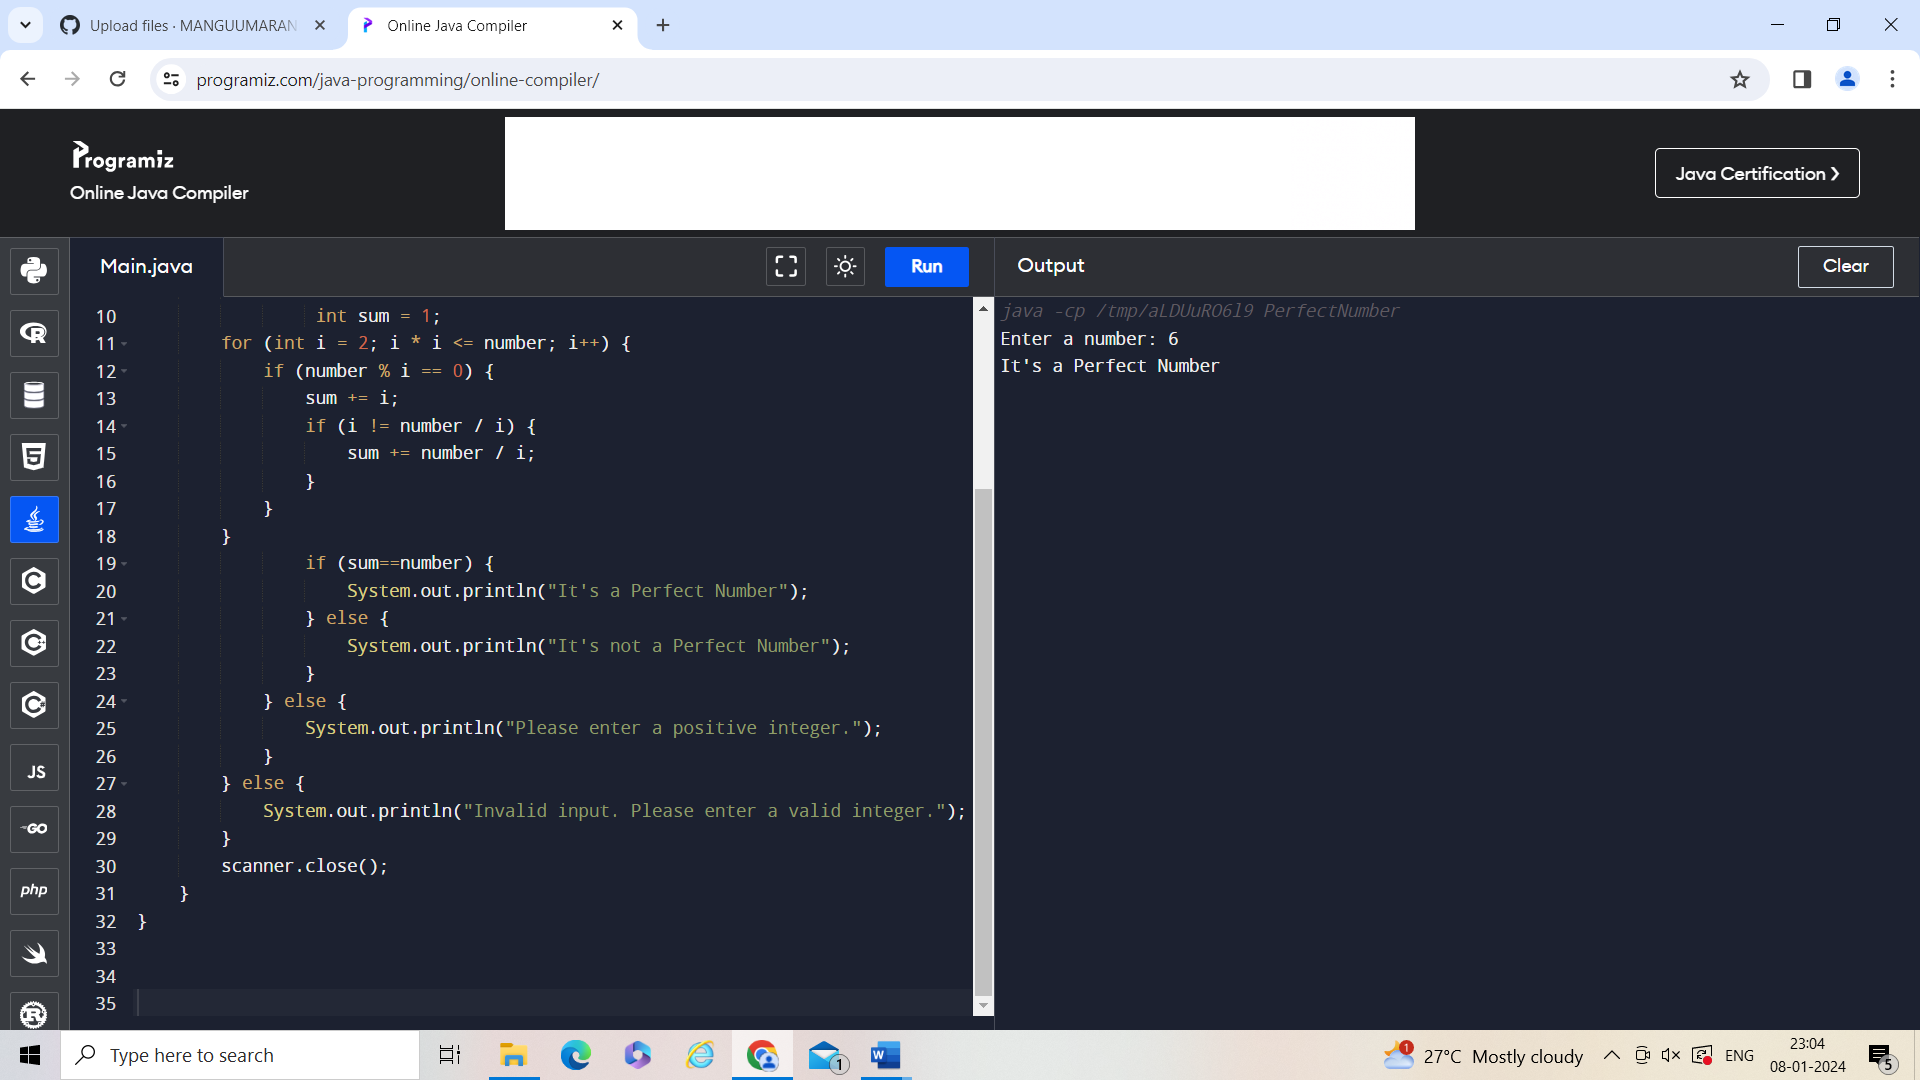 Upload files · MANGUUMARAN
Online Java Compiler
programiz.com/java-programming/online-compiler/
Programiz
Online Java Compiler
Java Certification ❯
Main.java
Run
Output
Clear
10 int sum = 1;
11 for (int i = 2; i * i <= number; i++) {
12 if (number % i == 0) {
13 sum += i;
14 if (i != number / i) {
15 sum += number / i;
16 }
17 }
18 }
19 if (sum==number) {
20 System.out.println("It's a Perfect Number");
21 } else {
22 System.out.println("It's not a Perfect Number");
23 }
24 } else {
25 System.out.println("Please enter a positive integer.");
26 }
27 } else {
28 System.out.println("Invalid input. Please enter a valid integer.");
29 }
30 scanner.close();
31 }
32 }
33
34
35
java -cp /tmp/aLDUuRO6l9 PerfectNumber
Enter a number: 6
It's a Perfect Number
JS
GO
php
Type here to search
1
W
1
27°C Mostly cloudy
ENG
23:04
08-01-2024
5